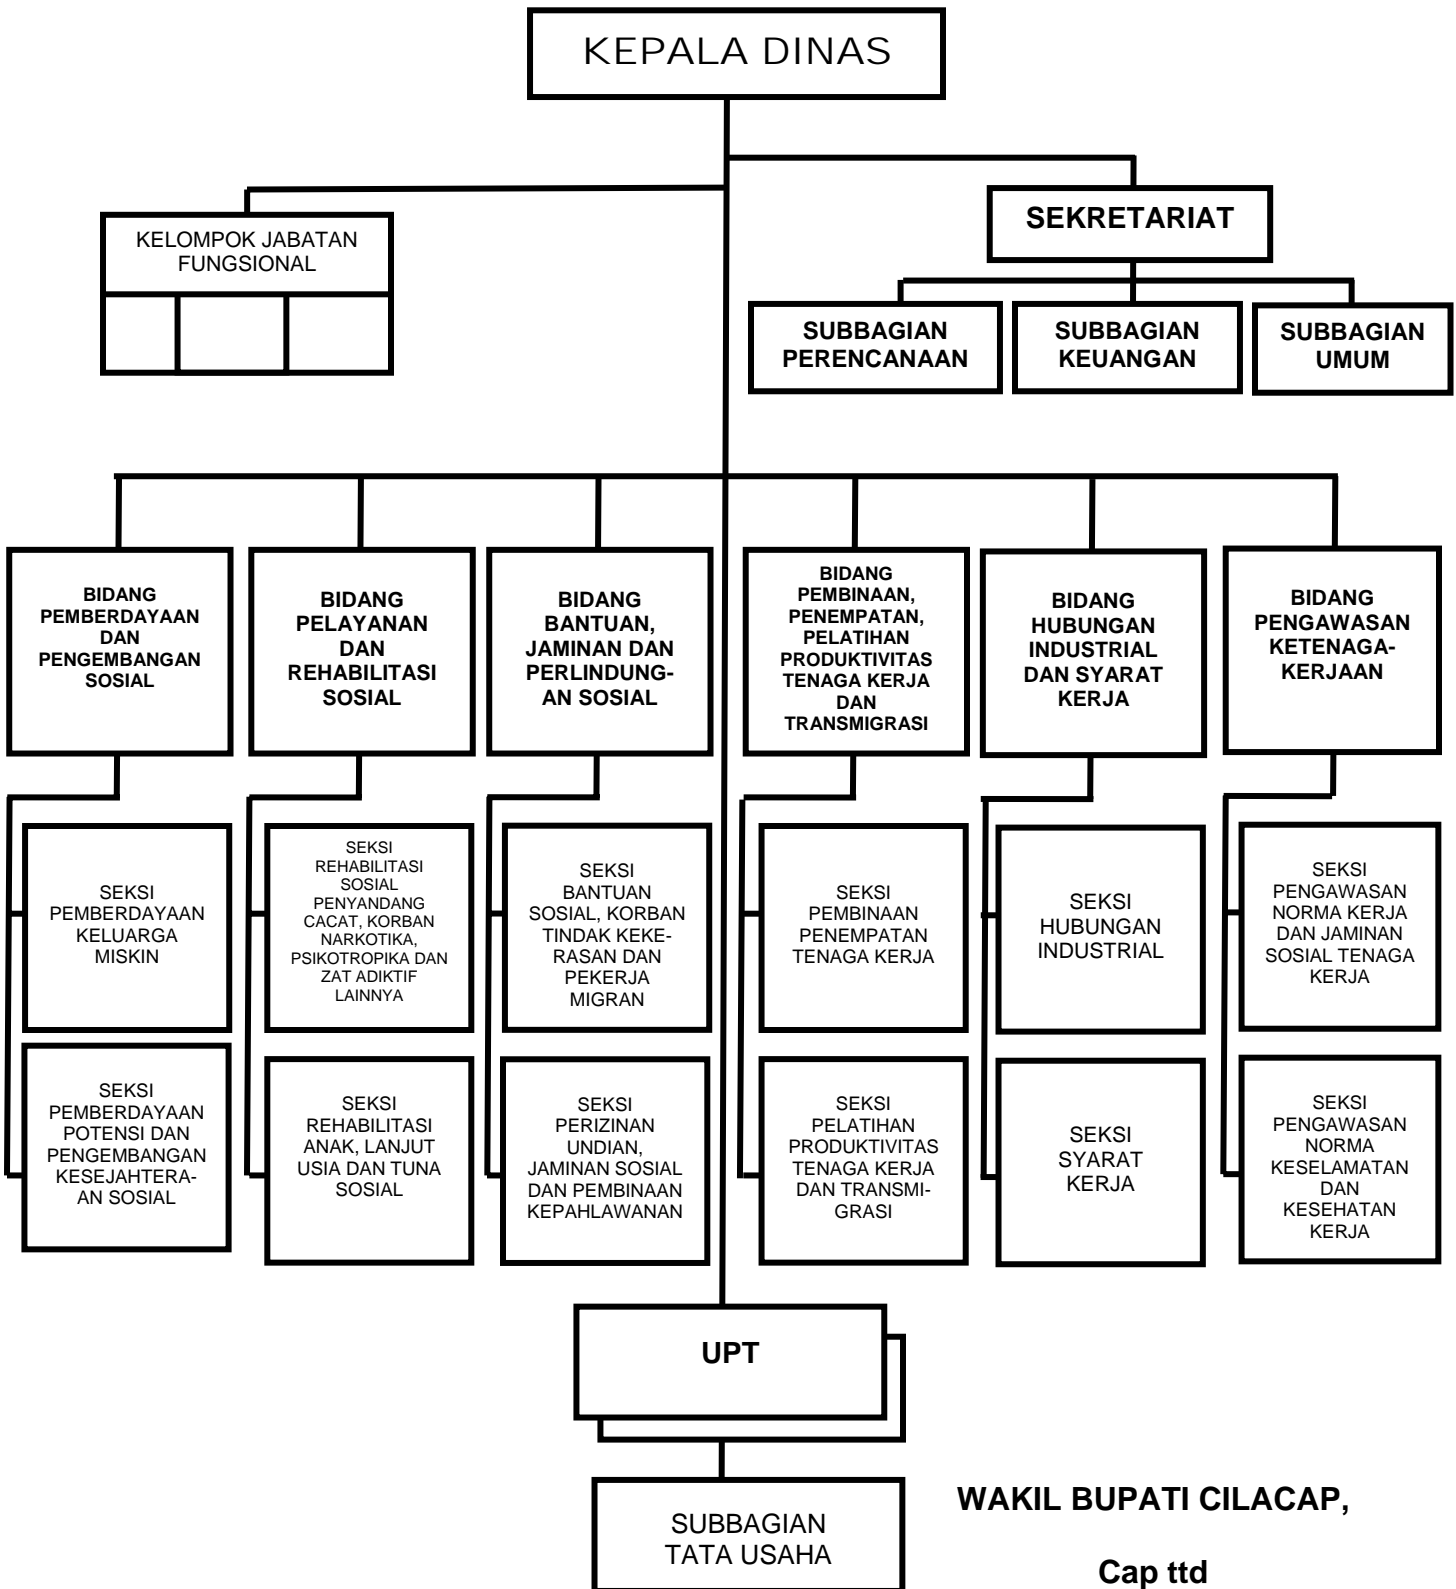 KEPALA DINAS
KELOMPOK JABATAN
FUNGSIONAL
SEKRETARIAT
SUBBAGIAN
PERENCANAAN
SUBBAGIAN
KEUANGAN
SUBBAGIAN
UMUM
BIDANG
PEMBERDAYAAN
DAN
PENGEMBANGAN
SOSIAL
BIDANG
PELAYANAN
DAN
REHABILITASI
SOSIAL
BIDANG
BANTUAN,
JAMINAN DAN
PERLINDUNG-
AN SOSIAL
BIDANG
PEMBINAAN,
PENEMPATAN,
PELATIHAN
PRODUKTIVITAS
TENAGA KERJA
DAN
TRANSMIGRASI
BIDANG
HUBUNGAN
INDUSTRIAL
DAN SYARAT
KERJA
BIDANG
PENGAWASAN
KETENAGA-
KERJAAN
SEKSI
PEMBERDAYAAN
KELUARGA
MISKIN
SEKSI
REHABILITASI
SOSIAL
PENYANDANG
CACAT, KORBAN
NARKOTIKA,
PSIKOTROPIKA DAN
ZAT ADIKTIF
LAINNYA
SEKSI
BANTUAN
SOSIAL, KORBAN
TINDAK KEKE-
RASAN DAN
PEKERJA
MIGRAN
SEKSI
PEMBINAAN
PENEMPATAN
TENAGA KERJA
SEKSI
HUBUNGAN
INDUSTRIAL
SEKSI
PENGAWASAN
NORMA KERJA
DAN JAMINAN
SOSIAL TENAGA
KERJA
SEKSI
PEMBERDAYAAN
POTENSI DAN
PENGEMBANGAN
KESEJAHTERA-
AN SOSIAL
SEKSI
REHABILITASI
ANAK, LANJUT
USIA DAN TUNA
SOSIAL
SEKSI
PERIZINAN
UNDIAN,
JAMINAN SOSIAL
DAN PEMBINAAN
KEPAHLAWANAN
SEKSI
PELATIHAN
PRODUKTIVITAS
TENAGA KERJA
DAN TRANSMI-
GRASI
SEKSI
SYARAT
KERJA
SEKSI
PENGAWASAN
NORMA
KESELAMATAN
DAN
KESEHATAN
KERJA
UPT
SUBBAGIAN
TATA USAHA
WAKIL BUPATI CILACAP,
Cap ttd